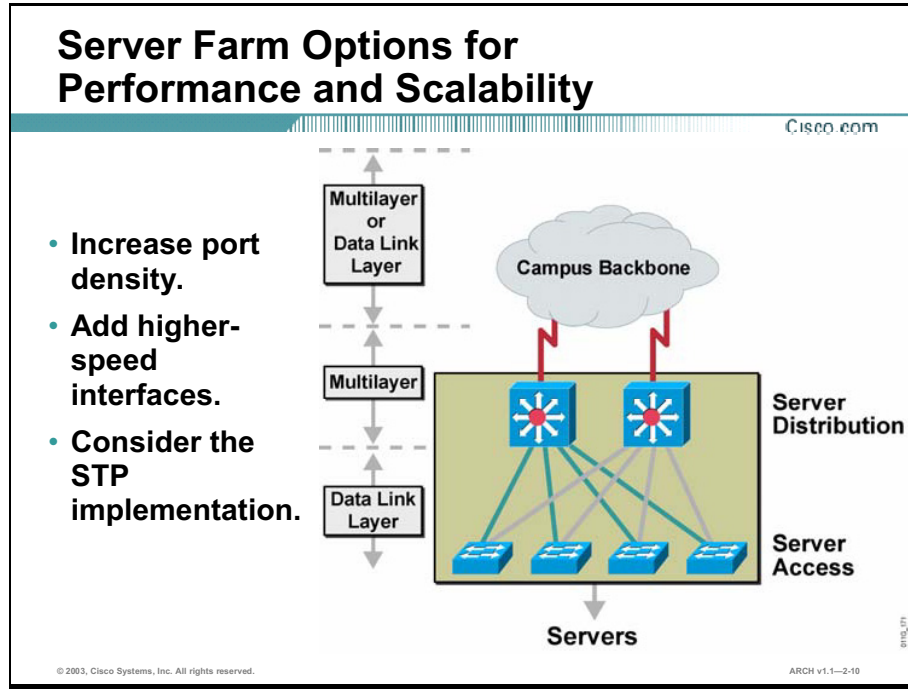 Server Farm Options for
Performance and Scalability
Cisco.com
• Increase port
density.
• Add higher-
speed
interfaces.
• Consider the
STP
implementation.
Multilayer
or
Data Link
Layer
Multilayer
Data Link
Layer
Campus Backbone
Server
Distribution
Server
Access
Servers
011G_171
© 2003, Cisco Systems, Inc. All rights reserved.
ARCH v1.1—2-10